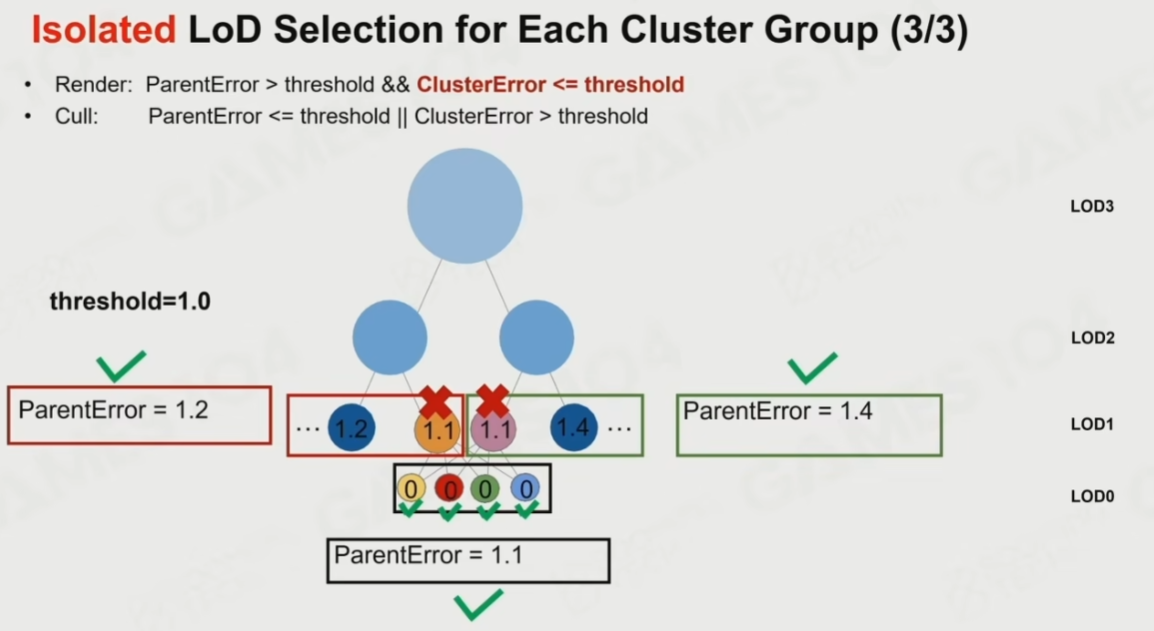 Isolated LoD Selection for Each Cluster Group (3/3)
• Render: ParentError > threshold && ClusterError <= threshold
• Cull: ParentError <= threshold || ClusterError > threshold
LOD3
threshold=1.0
LOD2
ParentError = 1.2
... 1.2 1.1 1.1 1.4 ...
ParentError = 1.4
LOD1
0 0 0 0
LOD0
ParentError = 1.1
GAMES104